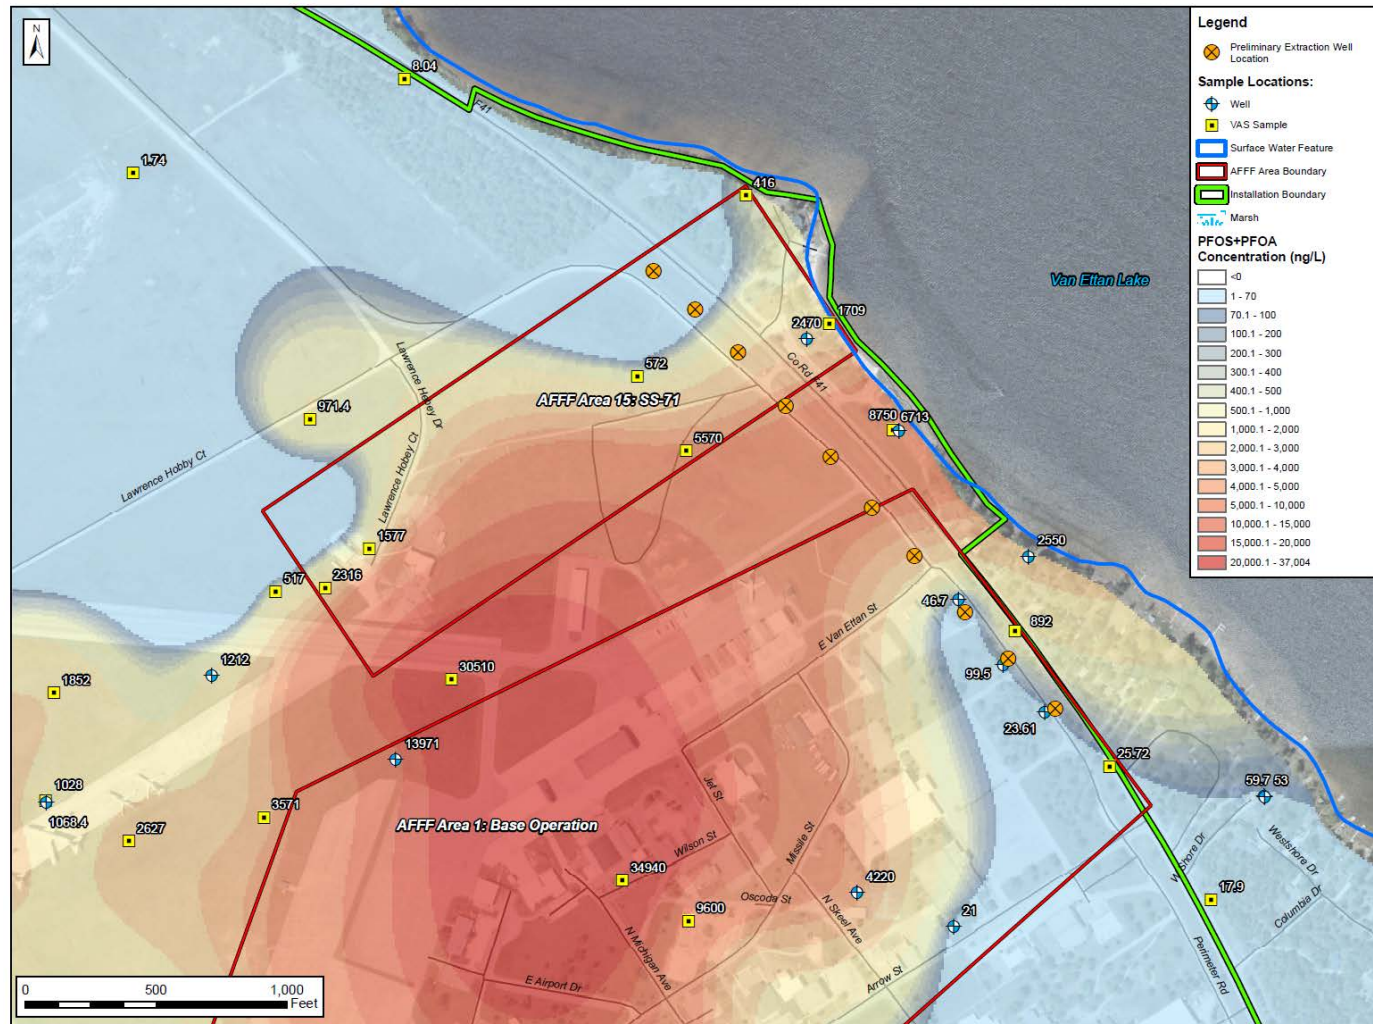 N
8.04
F41
1.74
416
Van Ettan Lake
1709
2470
Co Rd F41
572
AFFF Area 15: SS-71
Lawrence Hobey Dr
971.4
8750
6713
5570
Lawrence Hobby Ct
Lawrence Hobey Ct
1577
2550
2316
517
46.7
E Van Ettan St
892
1212
99.5
30510
1852
23.61
13971
25.72
59.7 53
1028
1068.4
Jet St
3571
AFFF Area 1: Base Operation
2627
Wilson St
Missile St
W Shore Dr
Westshore Dr
34940
4220
Oscoda St
17.9
Columbia Dr
9600
N Skeel Ave
21
N Michigan Ave
Perimeter Rd
Arrow St
E Airport Dr
0 500 1,000
Feet
Legend
Preliminary Extraction Well
Location
Sample Locations:
Well
VAS Sample
Surface Water Feature
AFFF Area Boundary
Installation Boundary
Marsh
PFOS+PFOA
Concentration (ng/L)
<0
1 - 70
70.1 - 100
100.1 - 200
200.1 - 300
300.1 - 400
400.1 - 500
500.1 - 1,000
1,000.1 - 2,000
2,000.1 - 3,000
3,000.1 - 4,000
4,000.1 - 5,000
5,000.1 - 10,000
10,000.1 - 15,000
15,000.1 - 20,000
20,000.1 - 37,004